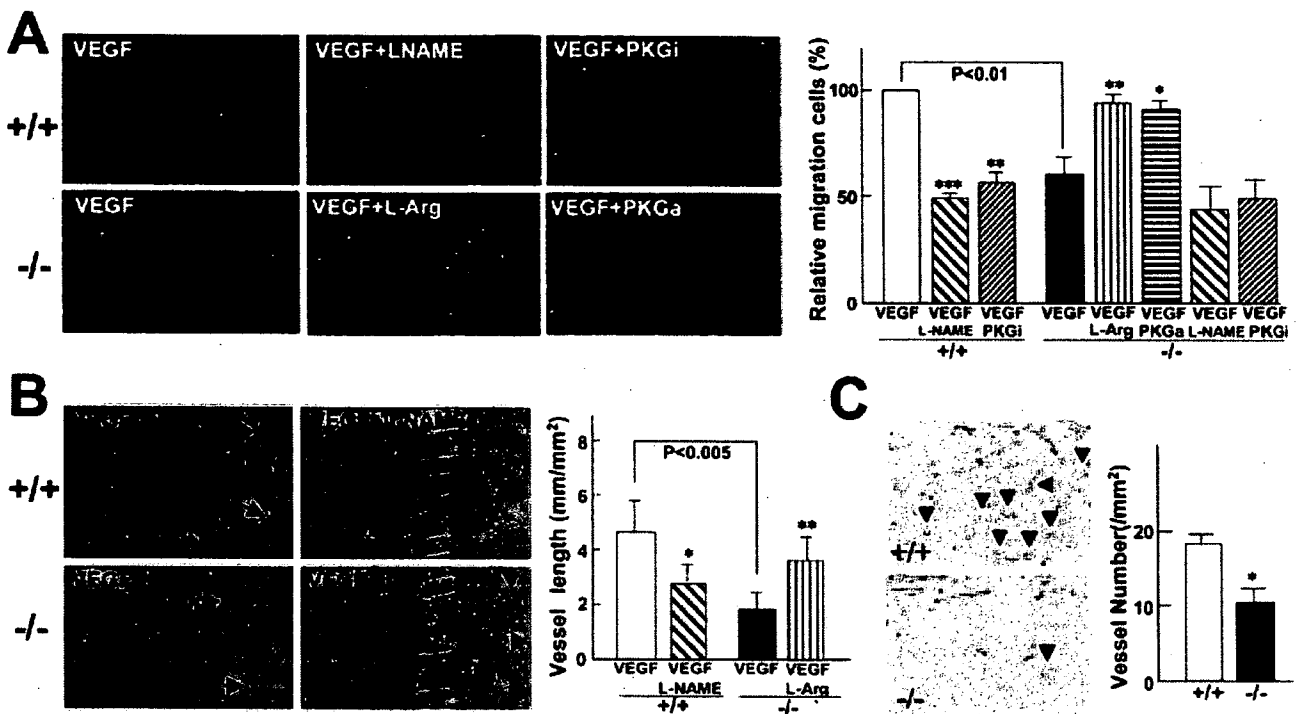 A
VEGF
VEGF+LNAME
VEGF+PKGi
+/+
VEGF
VEGF+L-Arg
VEGF+PKGa
-/-
Relative migration cells (%)
100
50
0
P<0.01
***
**
**
*
VEGF VEGF VEGF VEGF VEGF VEGF VEGF VEGF
L-NAME PKGi L-Arg PKGa L-NAME PKGi
+/+ -/-
B
+/+
-/-
Vessel length (mm/mm²)
8
6
4
2
0
P<0.005
*
**
VEGF VEGF VEGF VEGF
L-NAME L-Arg
+/+ -/-
C
+/+
-/-
Vessel Number(/mm²)
20
10
0
*
+/+ -/-